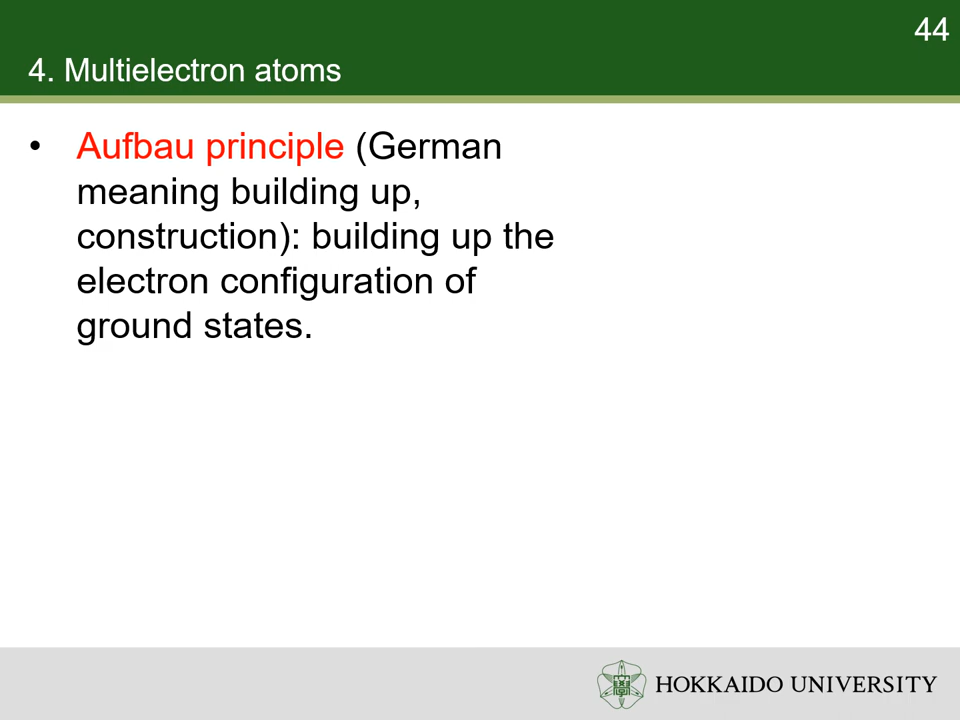 44
4. Multielectron atoms
• Aufbau principle (German
meaning building up,
construction): building up the
electron configuration of
ground states.
HOKKAIDO UNIVERSITY